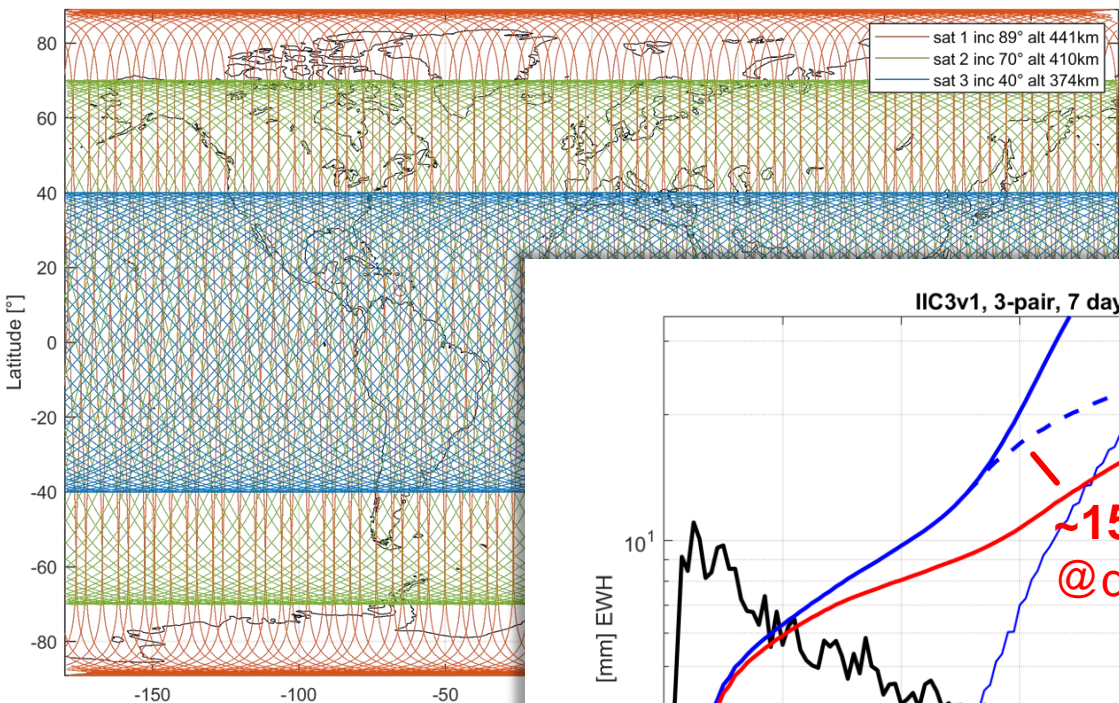 80
60
40
20
0
-20
-40
-60
-80
Latitude [°]
-150
-100
-50
sat 1 inc 89° alt 441km
sat 2 inc 70° alt 410km
sat 3 inc 40° alt 374km
IIC3v1, 3-pair, 7 day
10¹
[mm] EWH
~15
@c